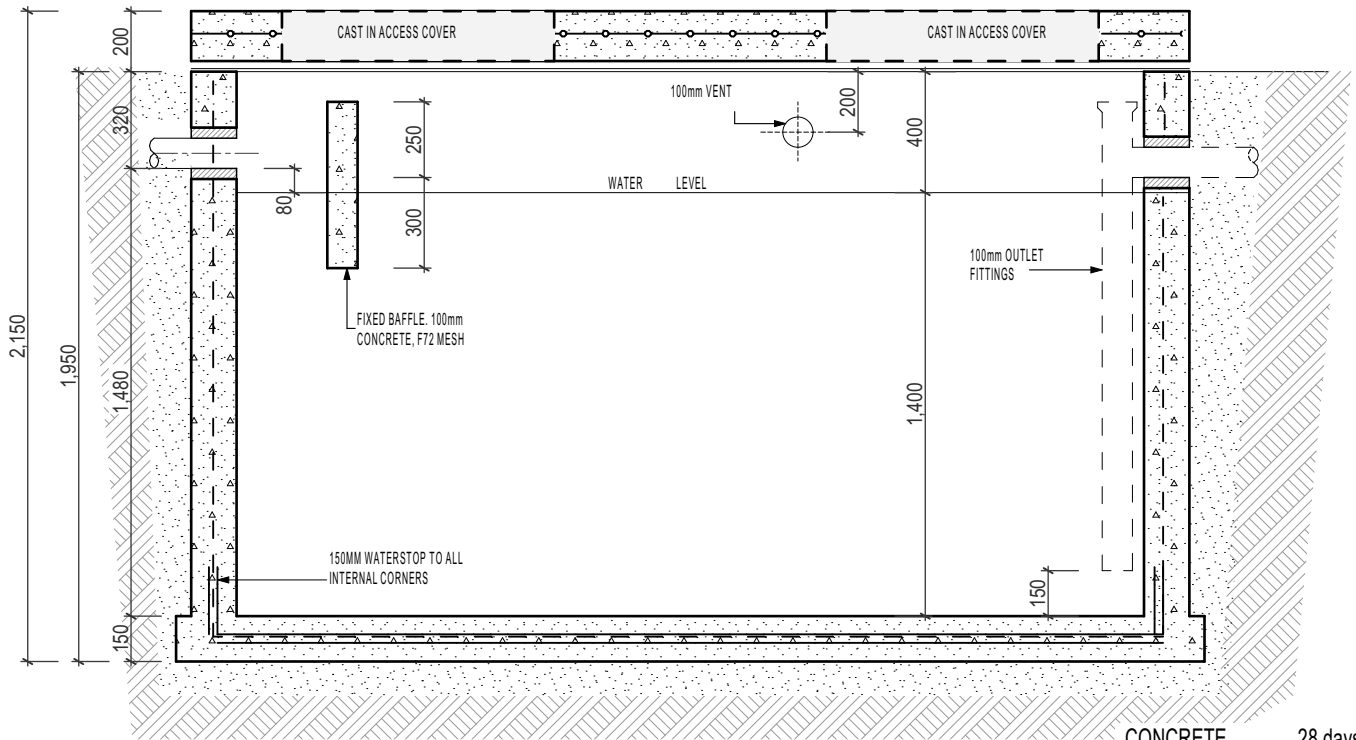 CAST IN ACCESS COVER
CAST IN ACCESS COVER
200
100mm VENT
200
320
250
400
WATER LEVEL
80
300
100mm OUTLET
FITTINGS
FIXED BAFFLE. 100mm
CONCRETE, F72 MESH
2,150
1,950
1,480
1,400
150MM WATERSTOP TO ALL
INTERNAL CORNERS
150
150
CONCRETE 28 days